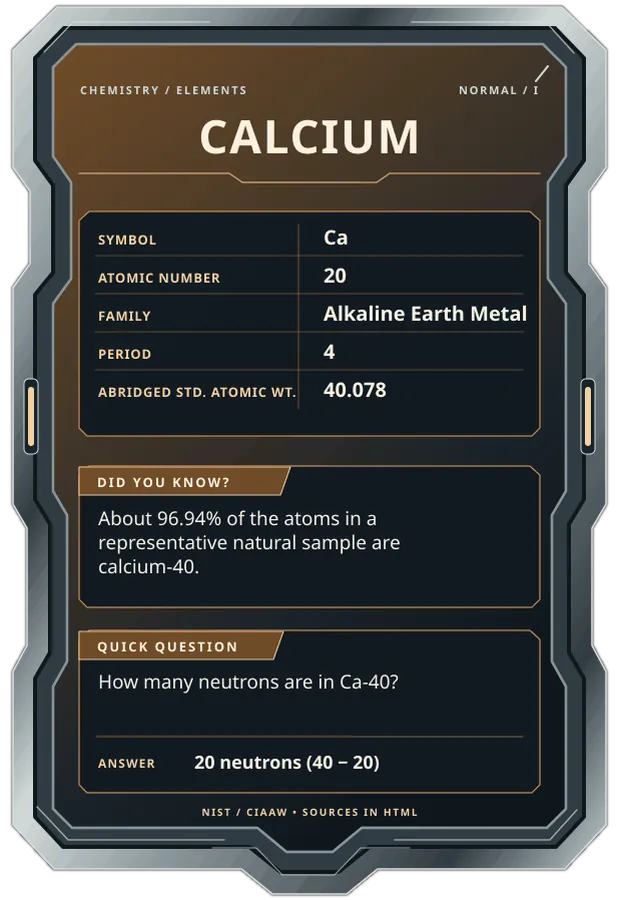 CHEMISTRY / ELEMENTS
NORMAL / I
CALCIUM
SYMBOL Ca
ATOMIC NUMBER 20
FAMILY Alkaline Earth Metal
PERIOD 4
ABRIDGED STD. ATOMIC WT. 40.078
DID YOU KNOW?
About 96.94% of the atoms in a
representative natural sample are
calcium-40.
QUICK QUESTION
How many neutrons are in Ca-40?
ANSWER 20 neutrons (40 − 20)
NIST / CIAAW • SOURCES IN HTML